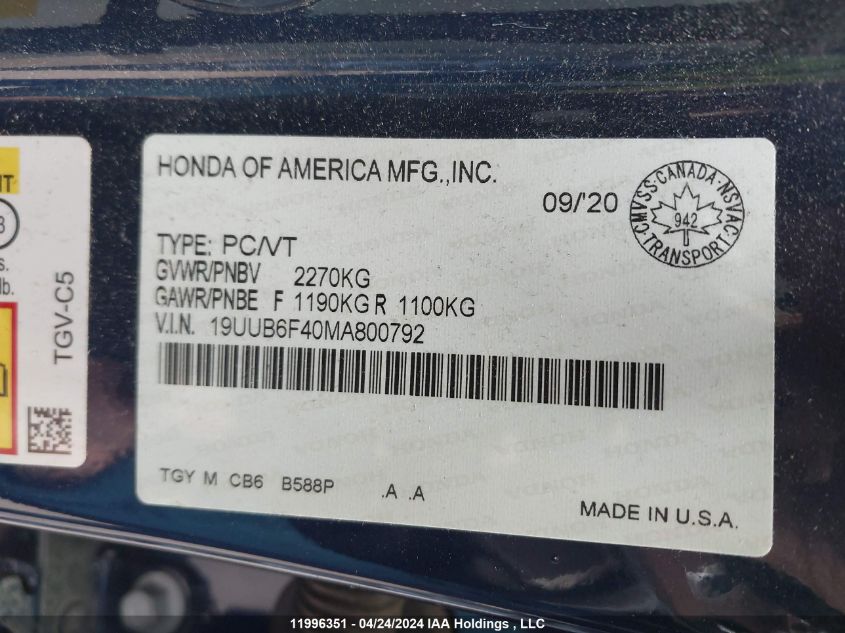 HONDA OF AMERICA MFG.,INC.
09/'20
CMVSS·CANADA·NSVAC
942
TRANSPORT
TYPE: PC/VT
GVWR/PNBV 2270KG
GAWR/PNBE F 1190KG R 1100KG
V.I.N. 19UUB6F40MA800792
TGY M CB6 B588P .A .A
MADE IN U.S.A.
TGV-C5
lb.
11996351 - 04/24/2024 IAA Holdings , LLC